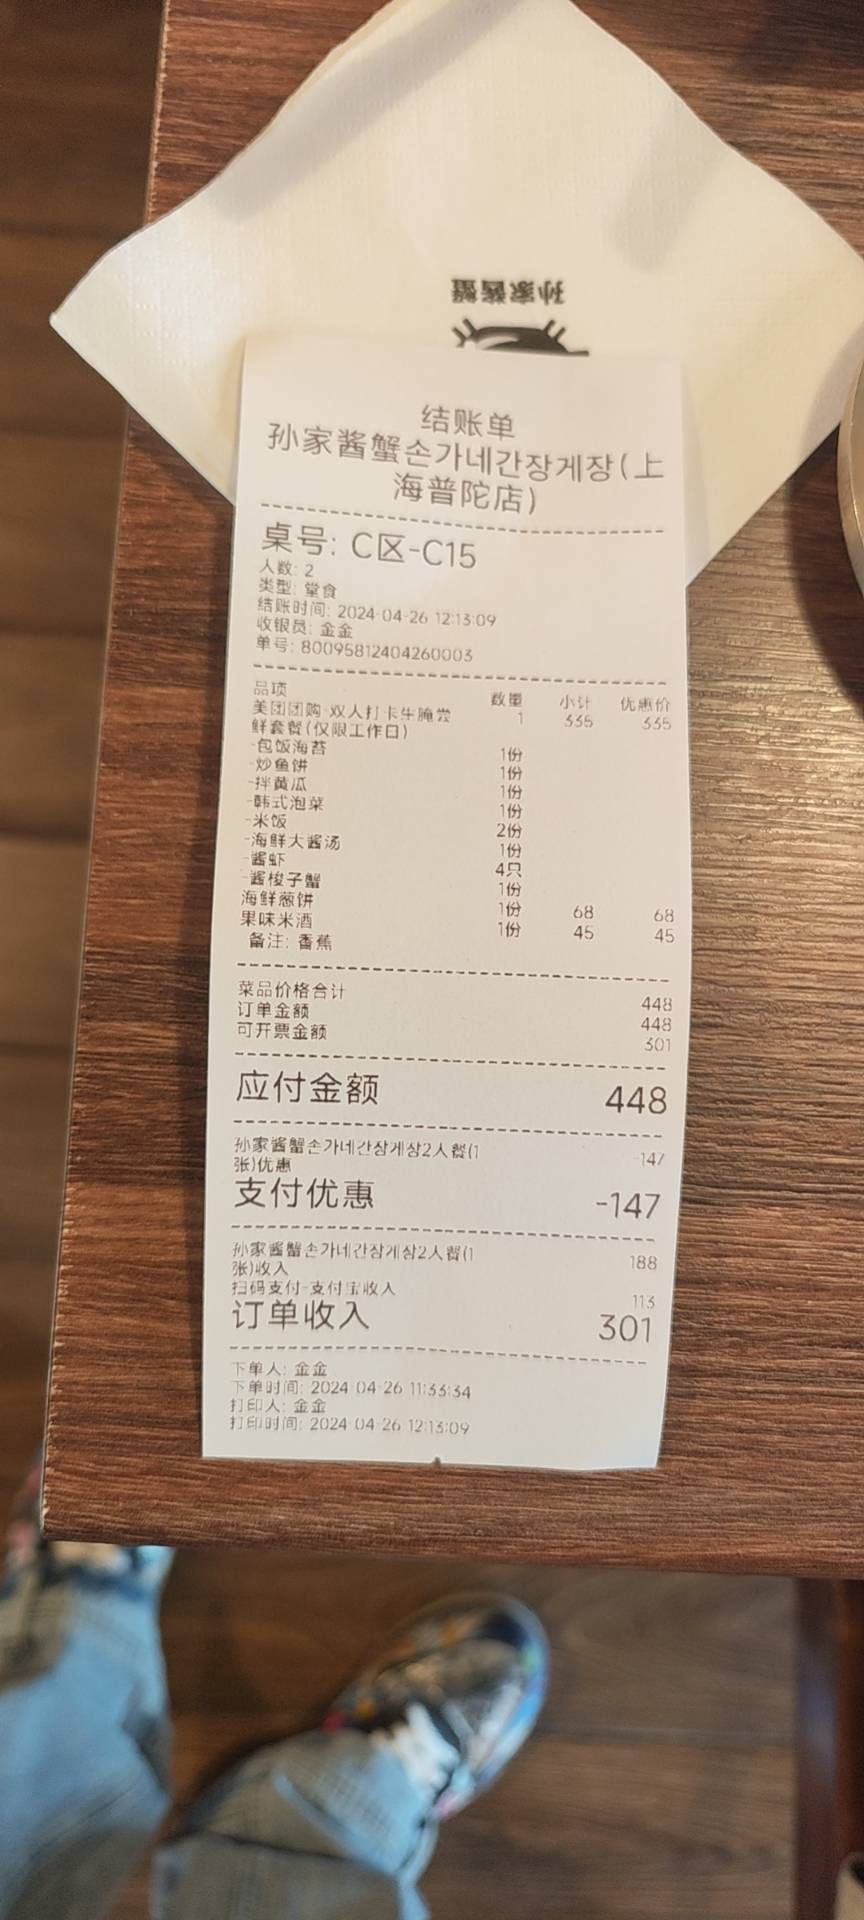 孙家酱蟹
结账单
孙家酱蟹손가네간장게장(上
海普陀店)
桌号: C区-C15
人数: 2
类型: 堂食
结账时间: 2024-04-26 12:13:09
收银员: 金金
单号: 80095812404260003
品项 数量 小计 优惠价
美团团购 双人打卡生腌尝 1 335 335
鲜套餐(仅限工作日)
-包饭海苔 1份
-炒鱼饼 1份
-拌黄瓜 1份
-韩式泡菜 1份
-米饭 2份
-海鲜大酱汤 1份
-酱虾 4只
-酱梭子蟹 1份
海鲜葱饼 1份 68 68
果味米酒 1份 45 45
备注: 香蕉
菜品价格合计 448
订单金额 448
可开票金额 301
应付金额 448
孙家酱蟹손가네간장게장2人餐(1 -147
张)优惠
支付优惠 -147
孙家酱蟹손가네간장게장2人餐(1 188
张)收入
扫码支付-支付宝收入 113
订单收入 301
下单人: 金金
下单时间: 2024-04-26 11:33:34
打印人: 金金
打印时间: 2024-04-26 12:13:09